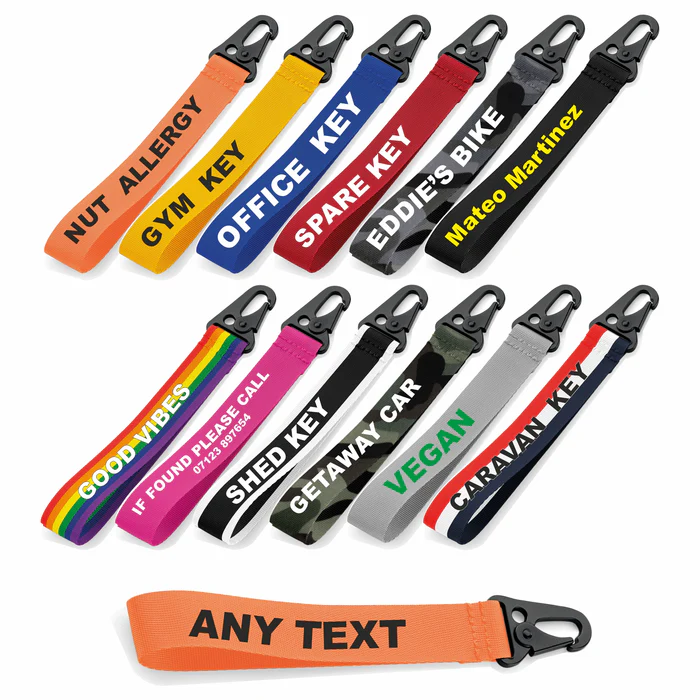 NUT ALLERGY
GYM KEY
OFFICE KEY
SPARE KEY
EDDIE'S BIKE
Mateo Martinez
GOOD VIBES
IF FOUND PLEASE CALL
07123 897654
SHED KEY
GETAWAY CAR
VEGAN
CARAVAN KEY
ANY TEXT